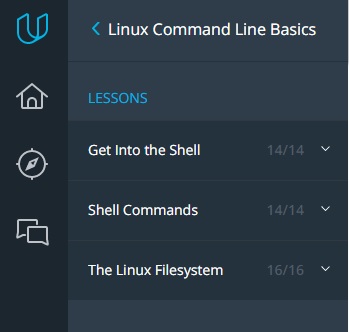 Linux Command Line Basics
LESSONS
Get Into the Shell 14/14
Shell Commands 14/14
The Linux Filesystem 16/16